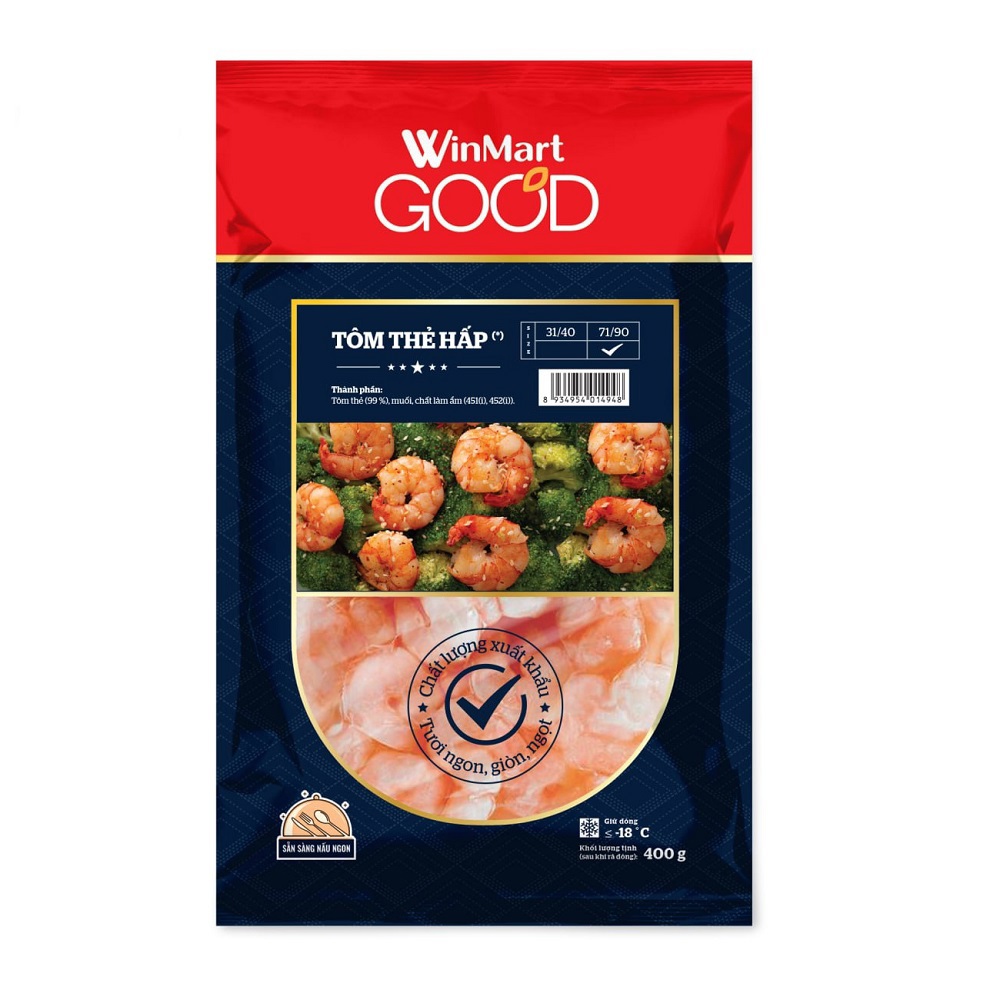 WinMart
GOOD
TÔM THẺ HẤP (*)
SIZE
31/40
71/90
Thành phần:
Tôm thẻ (99 %), muối, chất làm ẩm (451(i), 452(i)).
8 934954 014948
Chất lượng xuất khẩu
Tươi ngon, giòn, ngọt
SẴN SÀNG NẤU NGON
Giữ đông
≤ -18 °C
Khối lượng tịnh
(sau khi rã đông): 400 g